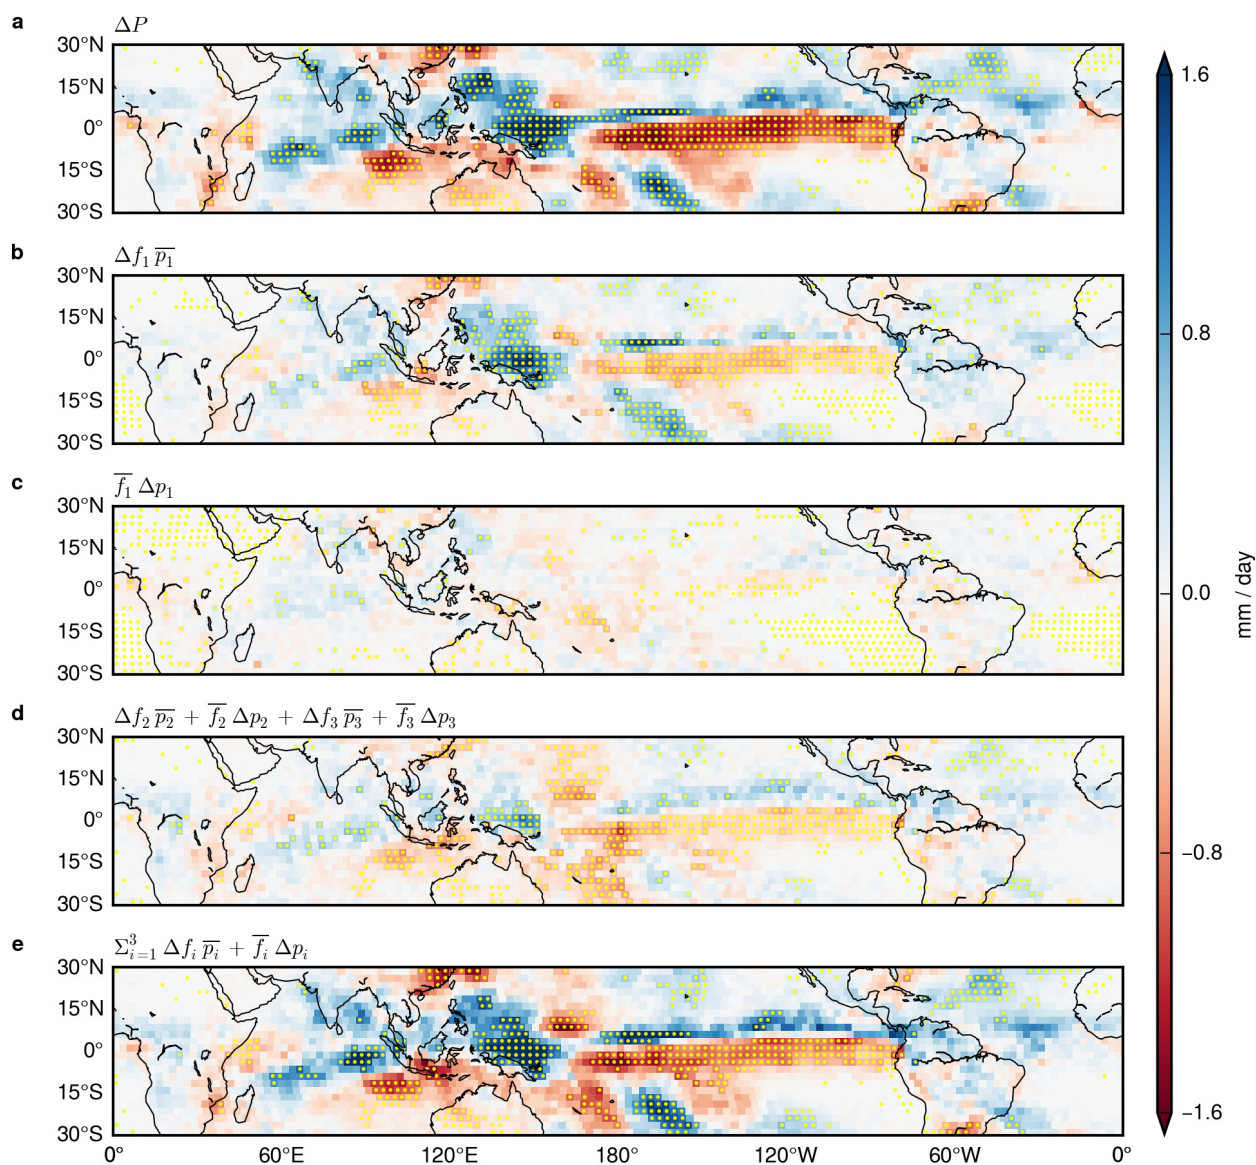 a
ΔP
30°N
15°N
0°
15°S
30°S
b
Δf₁ p̅₁
30°N
15°N
0°
15°S
30°S
c
f̅₁ Δp₁
30°N
15°N
0°
15°S
30°S
d
Δf₂ p̅₂ + f̅₂ Δp₂ + Δf₃ p̅₃ + f̅₃ Δp₃
30°N
15°N
0°
15°S
30°S
e
Σ³ᵢ₌₁ Δfᵢ p̅ᵢ + f̅ᵢ Δpᵢ
30°N
15°N
0°
15°S
30°S
0° 60°E 120°E 180° 120°W 60°W 0°
1.6
0.8
0.0
−0.8
−1.6
mm / day